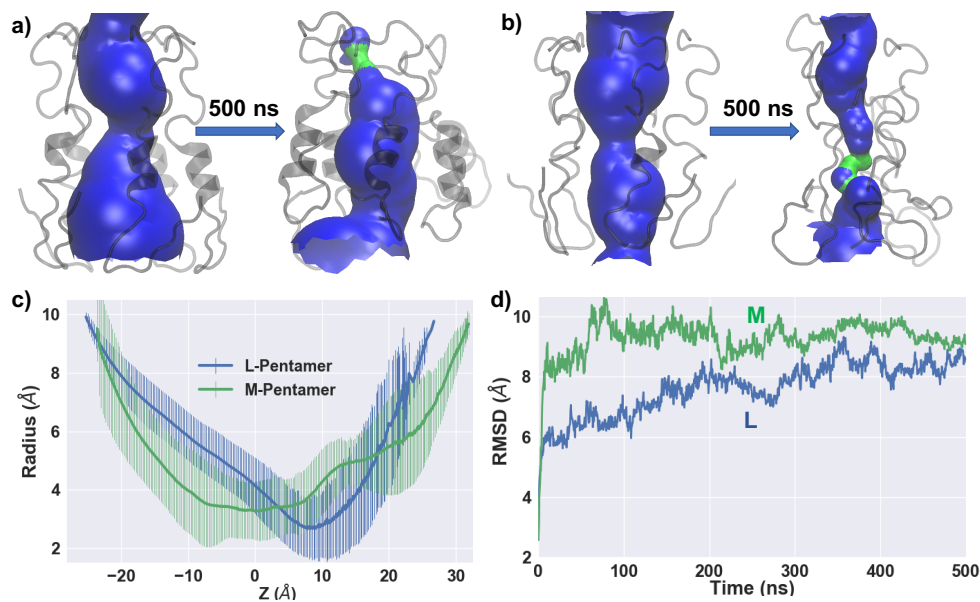 a)
500 ns
b)
500 ns
c)
10
8
6
4
2
Radius (Å)
L-Pentamer
M-Pentamer
−20
−10
0
10
20
30
Z (Å)
d)
10
8
6
4
2
RMSD (Å)
M
L
0
100
200
300
400
500
Time (ns)